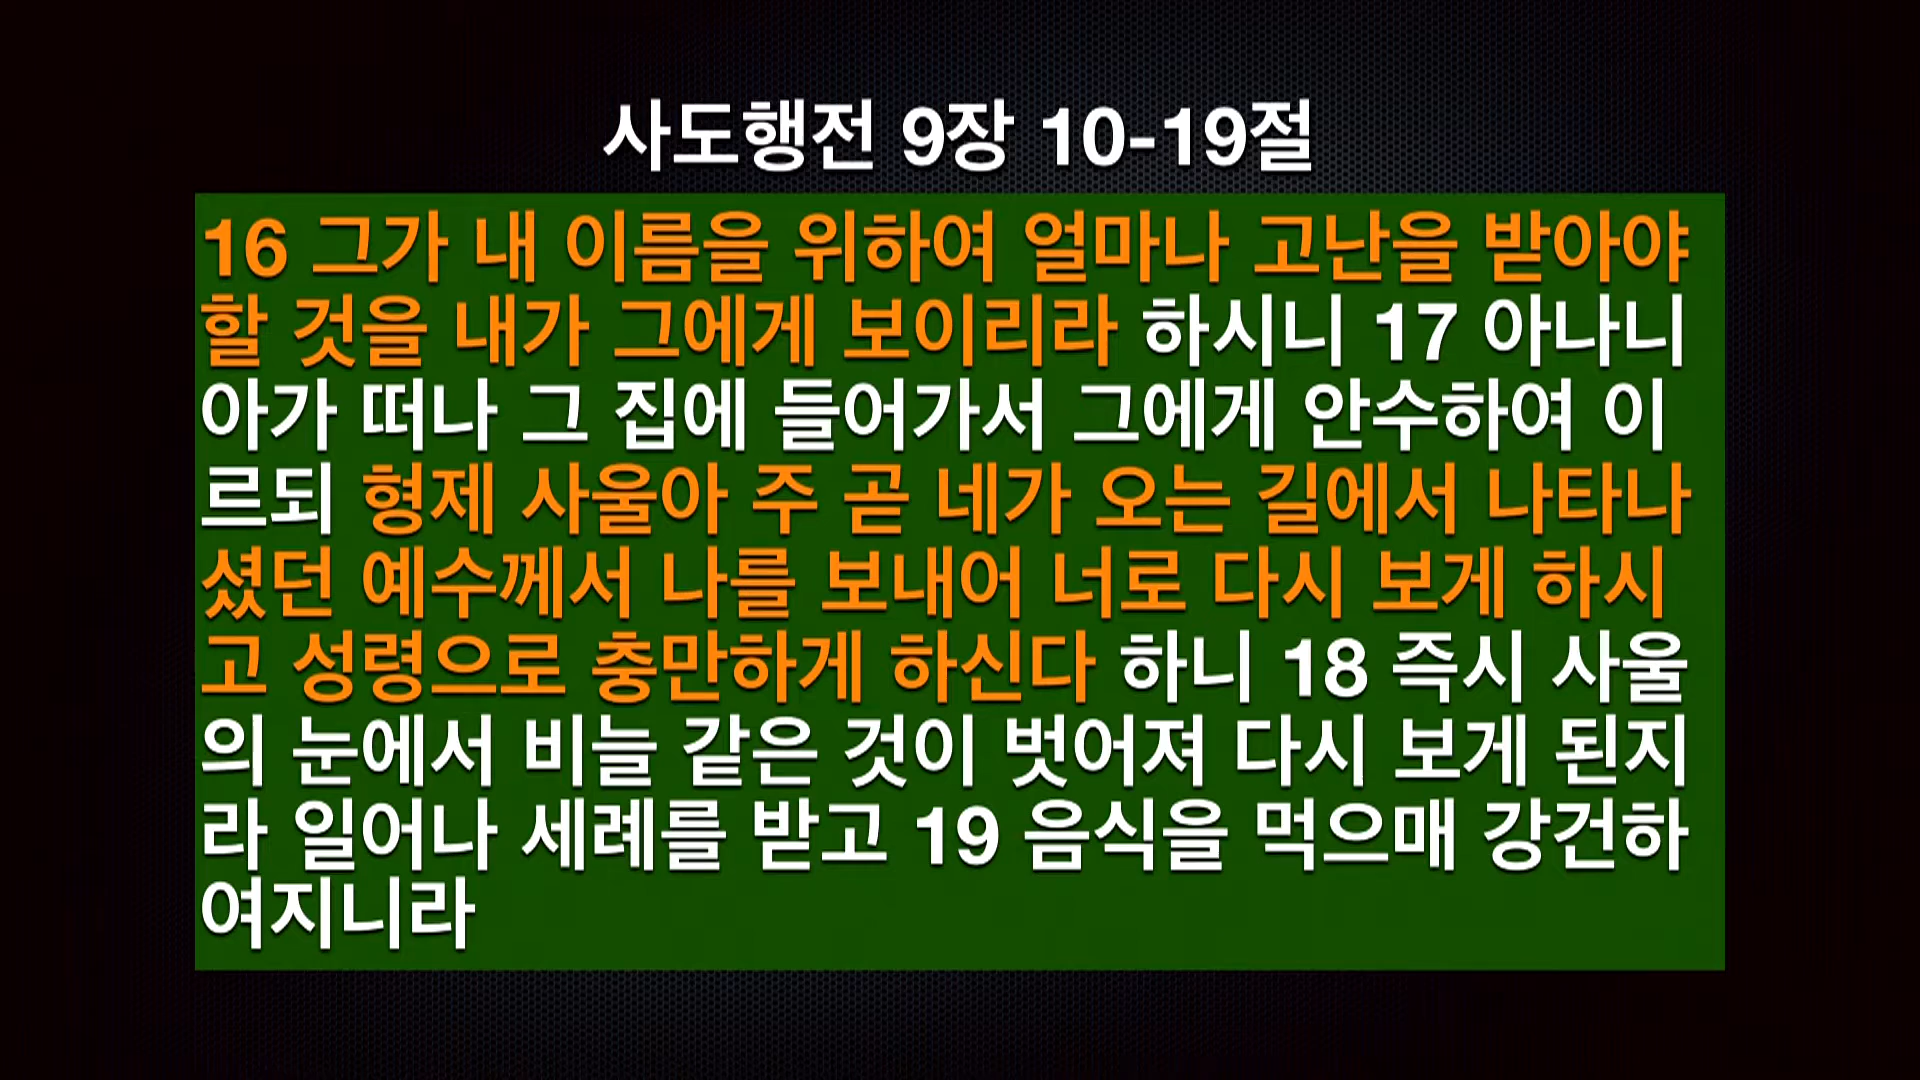 사도행전 9장 10-19절
16 그가 내 이름을 위하여 얼마나 고난을 받아야
할 것을 내가 그에게 보이리라 하시니 17 아나니
아가 떠나 그 집에 들어가서 그에게 안수하여 이
르되 형제 사울아 주 곧 네가 오는 길에서 나타나
셨던 예수께서 나를 보내어 너로 다시 보게 하시
고 성령으로 충만하게 하신다 하니 18 즉시 사울
의 눈에서 비늘 같은 것이 벗어져 다시 보게 된지
라 일어나 세례를 받고 19 음식을 먹으매 강건하
여지니라